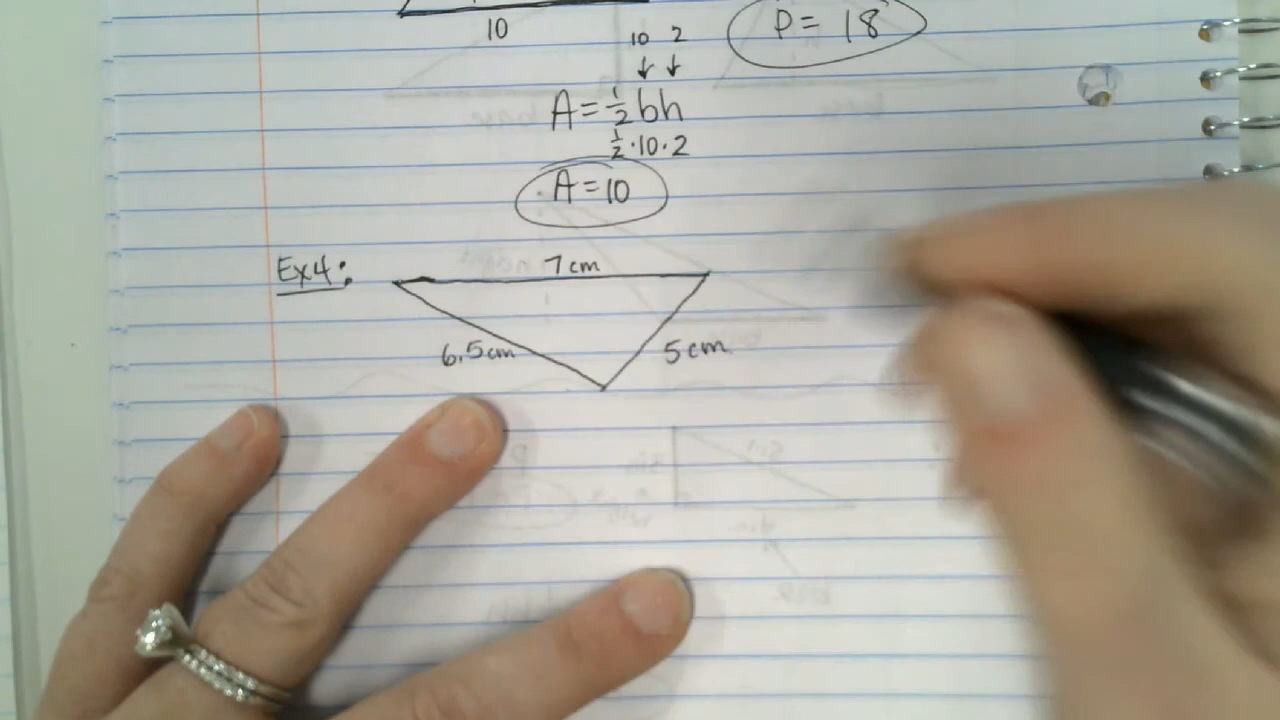 10
P = 18
10 2
↓ ↓
A = ½bh
½ · 10 · 2
A = 10
Ex4:
7cm
6.5cm
5cm